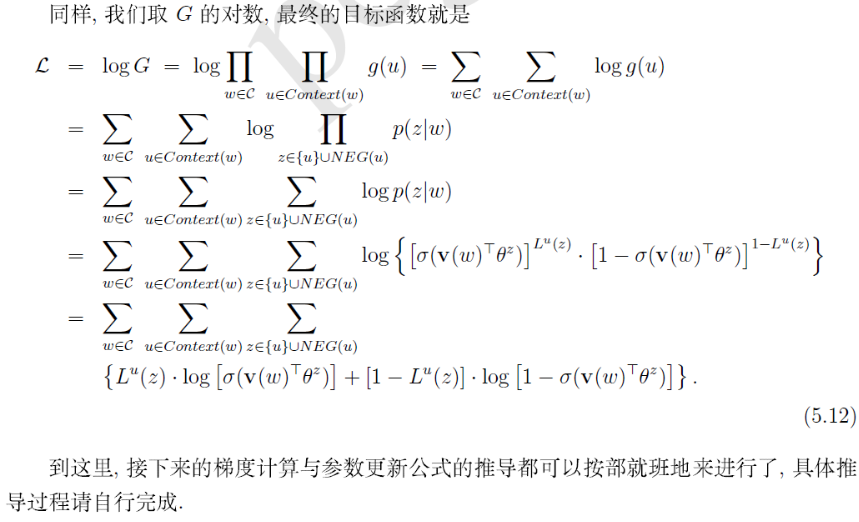 同样, 我们取 G 的对数, 最终的目标函数就是
𝓛 = log G = log ∏_{w∈𝒞} ∏_{u∈Context(w)} g(u) = ∑_{w∈𝒞} ∑_{u∈Context(w)} log g(u)
= ∑_{w∈𝒞} ∑_{u∈Context(w)} log ∏_{z∈{u}∪NEG(u)} p(z|w)
= ∑_{w∈𝒞} ∑_{u∈Context(w)} ∑_{z∈{u}∪NEG(u)} log p(z|w)
= ∑_{w∈𝒞} ∑_{u∈Context(w)} ∑_{z∈{u}∪NEG(u)} log { [σ(𝐯(w)^⊤θ^z)]^{L^u(z)} · [1 − σ(𝐯(w)^⊤θ^z)]^{1−L^u(z)} }
= ∑_{w∈𝒞} ∑_{u∈Context(w)} ∑_{z∈{u}∪NEG(u)}
{L^u(z) · log [σ(𝐯(w)^⊤θ^z)] + [1 − L^u(z)] · log [1 − σ(𝐯(w)^⊤θ^z)]} .
(5.12)
到这里, 接下来的梯度计算与参数更新公式的推导都可以按部就班地来进行了, 具体推
导过程请自行完成.